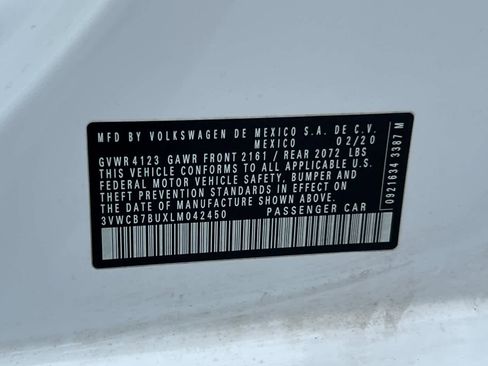 MFD BY VOLKSWAGEN DE MEXICO S.A. DE C.V.
MEXICO 02/20
GVWR 4123 GAWR FRONT 2161 / REAR 2072 LBS
THIS VEHICLE CONFORMS TO ALL APPLICABLE U.S.
FEDERAL MOTOR VEHICLE SAFETY, BUMPER AND
THEFT PREVENTION STANDARDS IN EFFECT ON
THE DATE OF MANUFACTURE SHOWN ABOVE.
3VWCB7BUXLM042450 PASSENGER CAR
0921634 3387 M